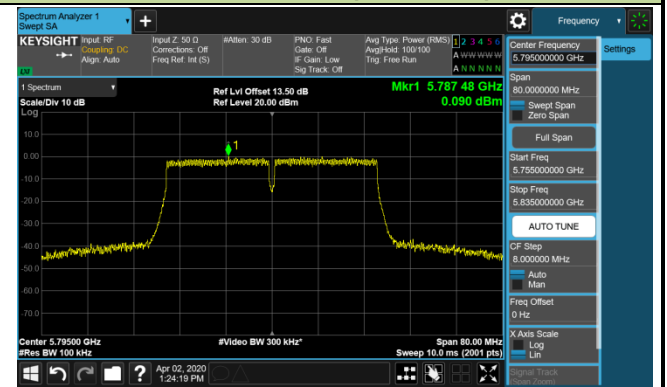 Spectrum Analyzer 1
Swept SA
Frequency
KEYSIGHT
Input: RF
Coupling: DC
Align: Auto
Input Z: 50 Ω
Corrections: Off
Freq Ref: Int (S)
#Atten: 30 dB
PNO: Fast
Gate: Off
IF Gain: Low
Sig Track: Off
Avg Type: Power (RMS)
Avg|Hold: 100/100
Trig: Free Run
1 2 3 4 5 6
A W W W W W
A N N N N N
1 Spectrum
Scale/Div 10 dB
Log
Ref Lvl Offset 13.50 dB
Ref Level 20.00 dBm
Mkr1 5.787 48 GHz
0.090 dBm
10.0
0.00
-10.0
-20.0
-30.0
-40.0
-50.0
-60.0
-70.0
1
Center 5.79500 GHz
#Res BW 100 kHz
#Video BW 300 kHz*
Span 80.00 MHz
Sweep 10.0 ms (2001 pts)
Apr 02, 2020
1:24:19 PM
Center Frequency
5.795000000 GHz
Settings
Span
80.0000000 MHz
Swept Span
Zero Span
Full Span
Start Freq
5.755000000 GHz
Stop Freq
5.835000000 GHz
AUTO TUNE
CF Step
8.000000 MHz
Auto
Man
Freq Offset
0 Hz
X Axis Scale
Log
Lin
Signal Track
(Span Zoom)